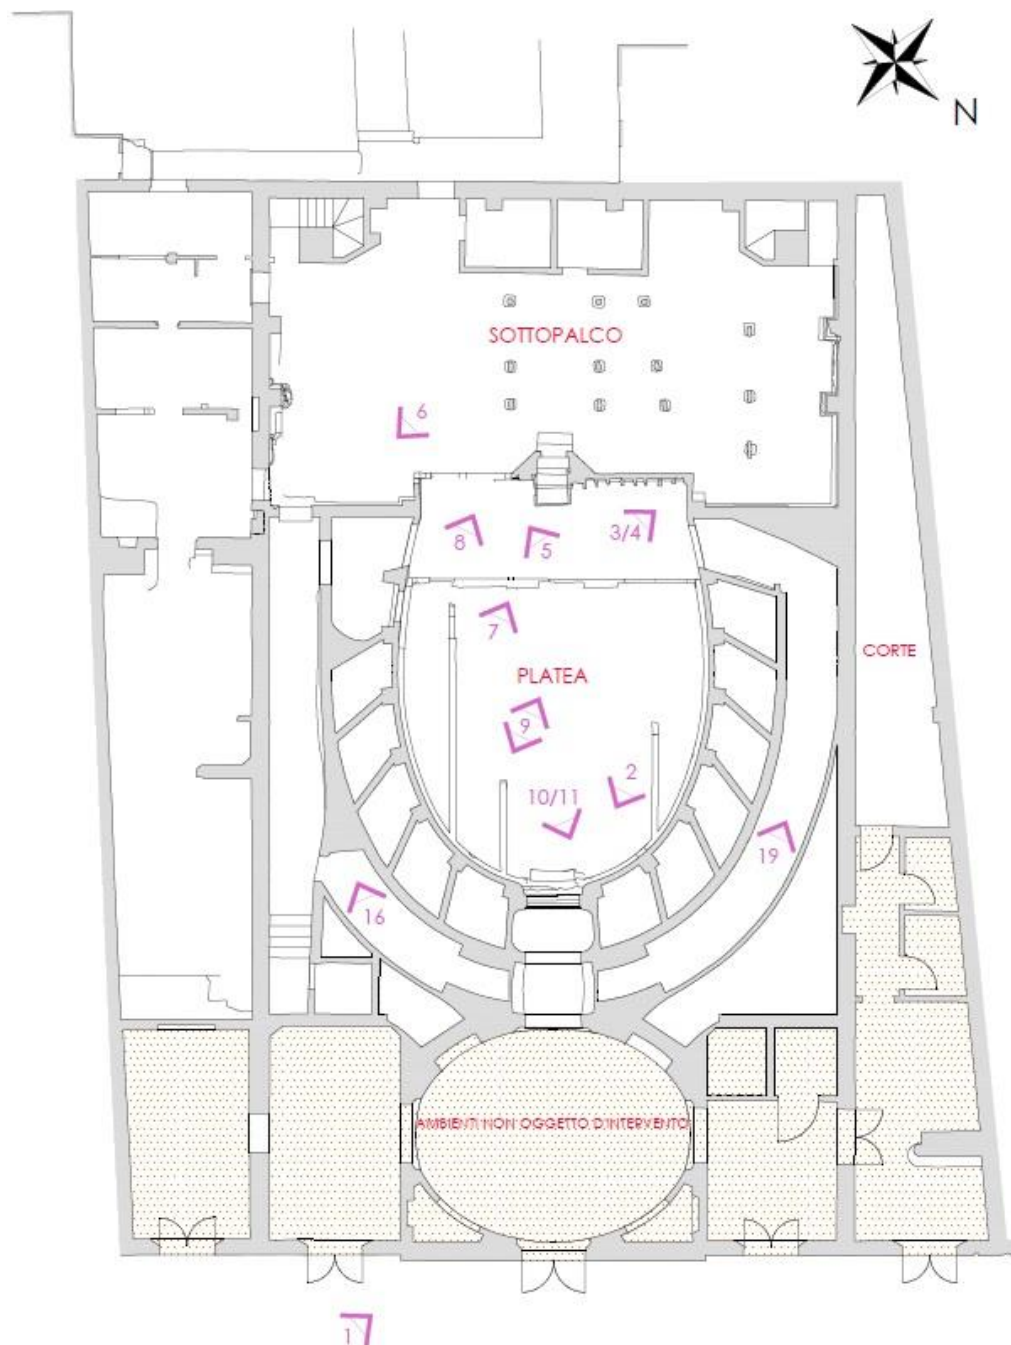 N
SOTTOPALCO
6
8
5
3/4
7
PLATEA
CORTE
9
2
10/11
19
16
AMBIENTI NON OGGETTO D'INTERVENTO
1